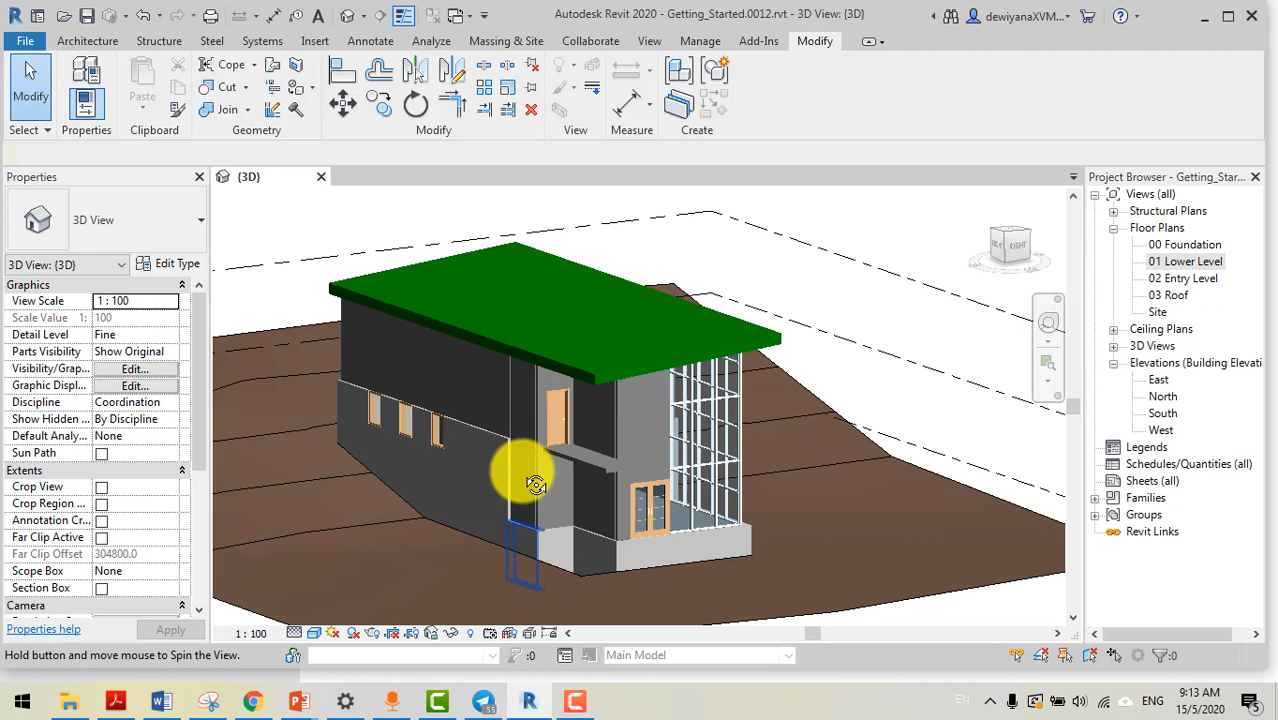 Autodesk Revit 2020 - Getting_Started.0012.rvt - 3D View: {3D}
dewiyanaXVM...
File
Architecture
Structure
Steel
Systems
Insert
Annotate
Analyze
Massing & Site
Collaborate
View
Manage
Add-Ins
Modify
Modify
Paste
Cope
Cut
Join
Select
Properties
Clipboard
Geometry
Modify
View
Measure
Create
Properties
3D View
3D View: {3D}
Edit Type
Graphics
View Scale
1 : 100
Scale Value 1:
100
Detail Level
Fine
Parts Visibility
Show Original
Visibility/Grap...
Edit...
Graphic Displ...
Edit...
Discipline
Coordination
Show Hidden ...
By Discipline
Default Analy...
None
Sun Path
Extents
Crop View
Crop Region ...
Annotation Cr...
Far Clip Active
Far Clip Offset
304800.0
Scope Box
None
Section Box
Camera
Properties help
Apply
{3D}
RIGHT
1 : 100
Project Browser - Getting_Star...
Views (all)
Structural Plans
Floor Plans
00 Foundation
01 Lower Level
02 Entry Level
03 Roof
Site
Ceiling Plans
3D Views
Elevations (Building Elevati
East
North
South
West
Legends
Schedules/Quantities (all)
Sheets (all)
Families
Groups
Revit Links
Hold button and move mouse to Spin the View.
:0
Main Model
:0
55
EN
ENG
9:13 AM
15/5/2020
5